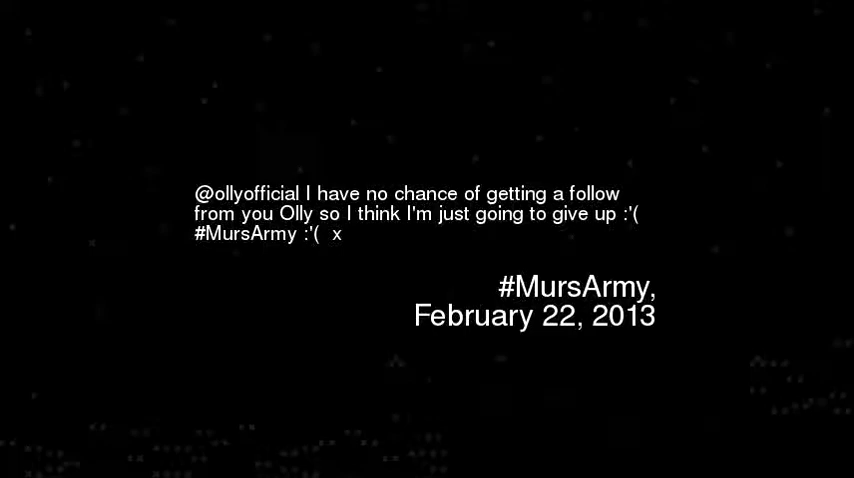 @ollyofficial I have no chance of getting a follow
from you Olly so I think I'm just going to give up :'(
#MursArmy :'(  x
#MursArmy,
February 22, 2013